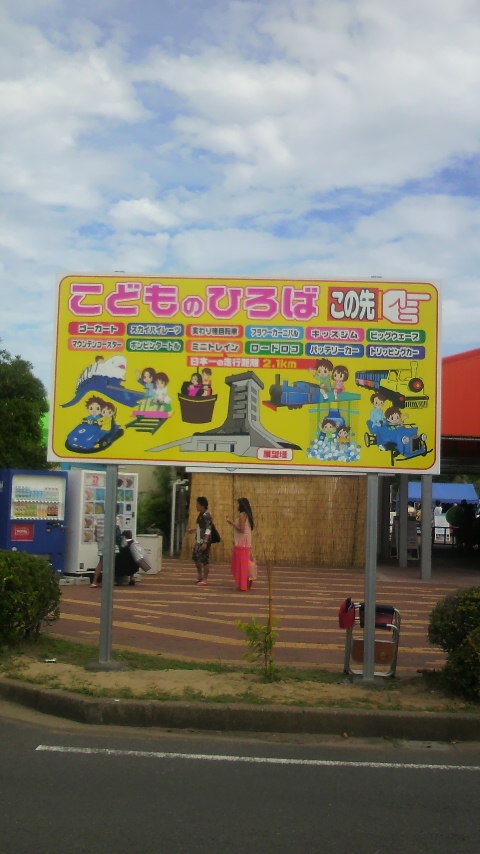 こどものひろば この先
ゴーカート スカイパイレーツ 変わり種自転車 フラワーカーニバル キッズジム ビッグウェーブ
マウンテンコースター ボンビングタートル ミニトレイン ロードロコ バッテリーカー トリッピングカー
日本一の走行距離 2.1km
展望塔